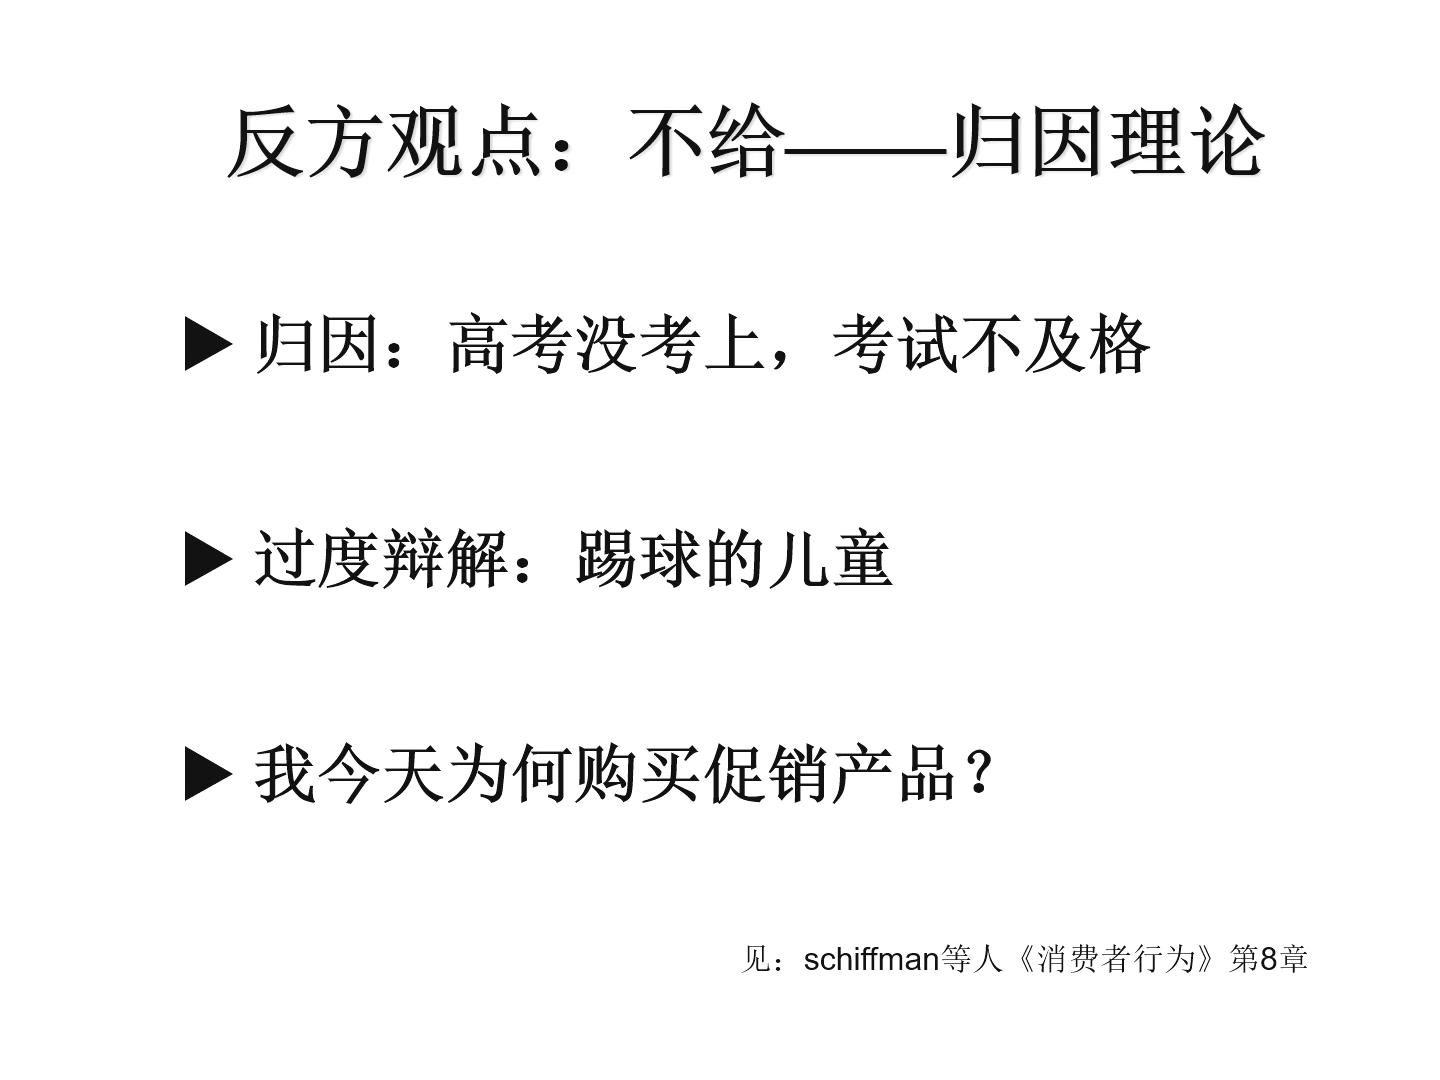 反方观点：不给——归因理论
▶ 归因：高考没考上，考试不及格
▶ 过度辩解：踢球的儿童
▶ 我今天为何购买促销产品？
见：schiffman等人《消费者行为》第8章